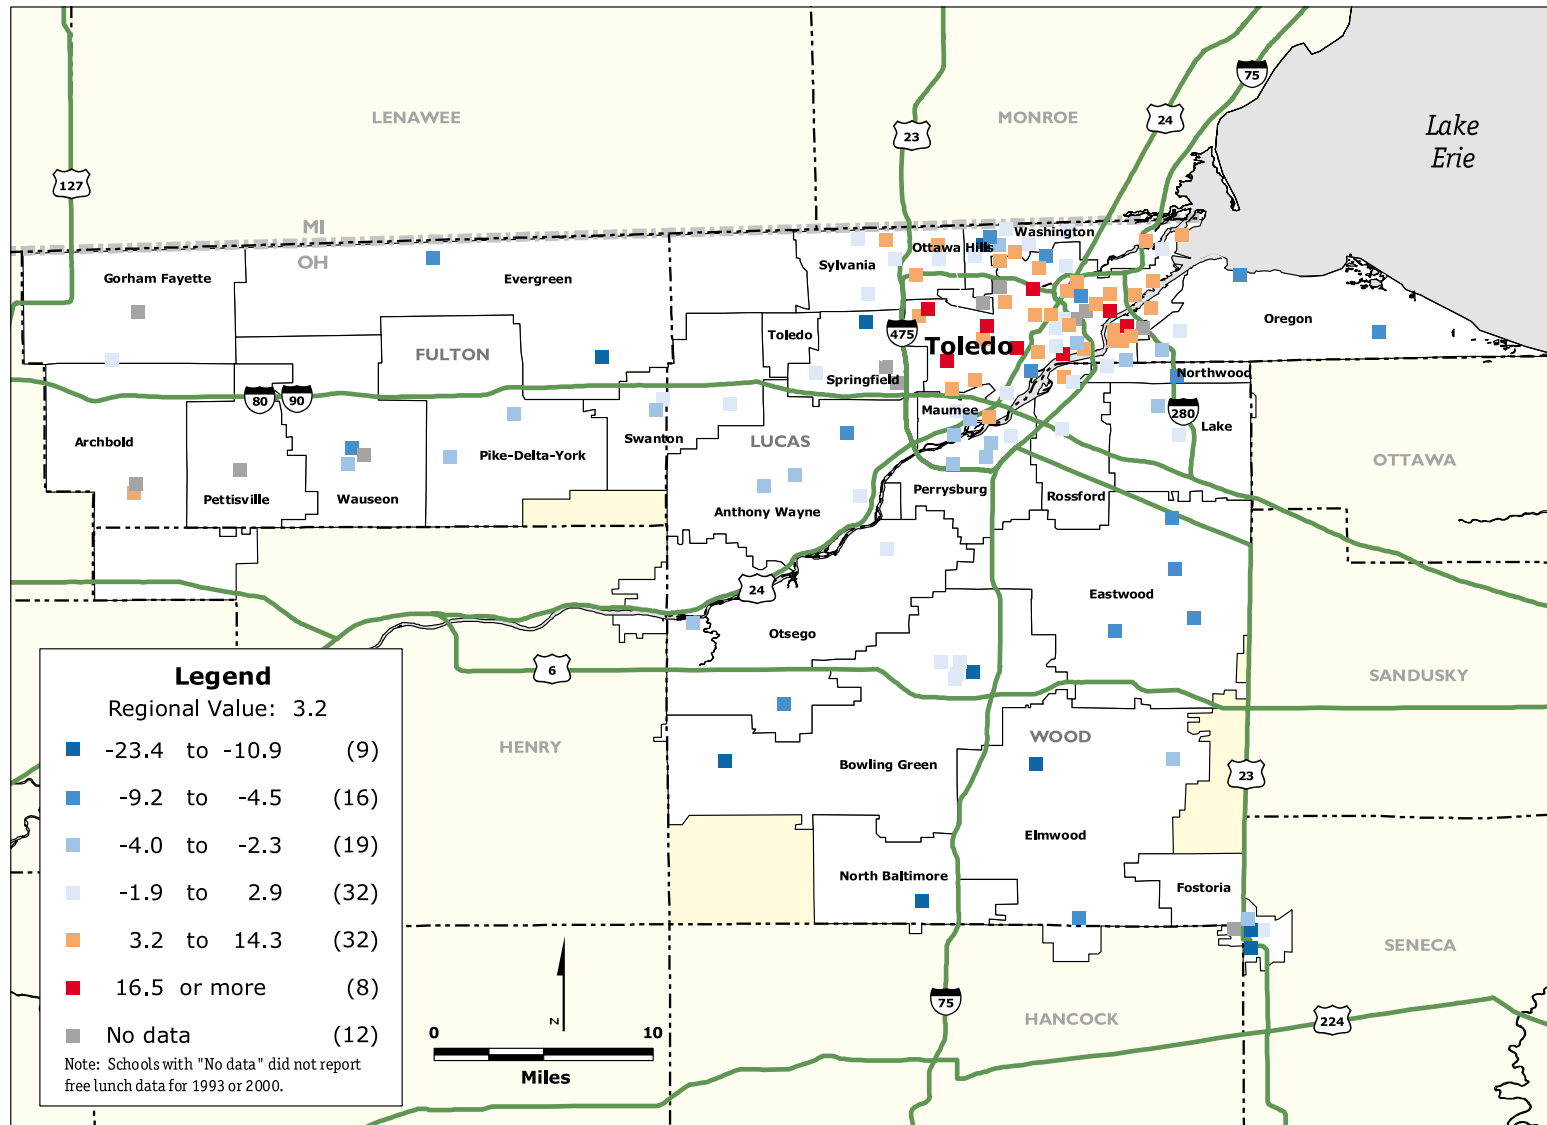 LENAWEE
MONROE
Lake
Erie
75
24
23
127
MI
OH
Washington
Ottawa Hills
Sylvania
Gorham Fayette
Evergreen
Oregon
475
Toledo
Toledo
FULTON
Springfield
Northwood
80
90
Maumee
280
Lake
Archbold
Swanton
LUCAS
Pike-Delta-York
OTTAWA
Pettisville
Wauseon
Perrysburg
Rossford
Anthony Wayne
24
Eastwood
Otsego
6
SANDUSKY
HENRY
WOOD
Bowling Green
23
Elmwood
North Baltimore
Fostoria
SENECA
75
HANCOCK
224
Legend
Regional Value: 3.2
-23.4 to -10.9 (9)
-9.2 to -4.5 (16)
-4.0 to -2.3 (19)
-1.9 to 2.9 (32)
3.2 to 14.3 (32)
16.5 or more (8)
No data (12)
Note: Schools with "No data" did not report
free lunch data for 1993 or 2000.
N
0 10
Miles